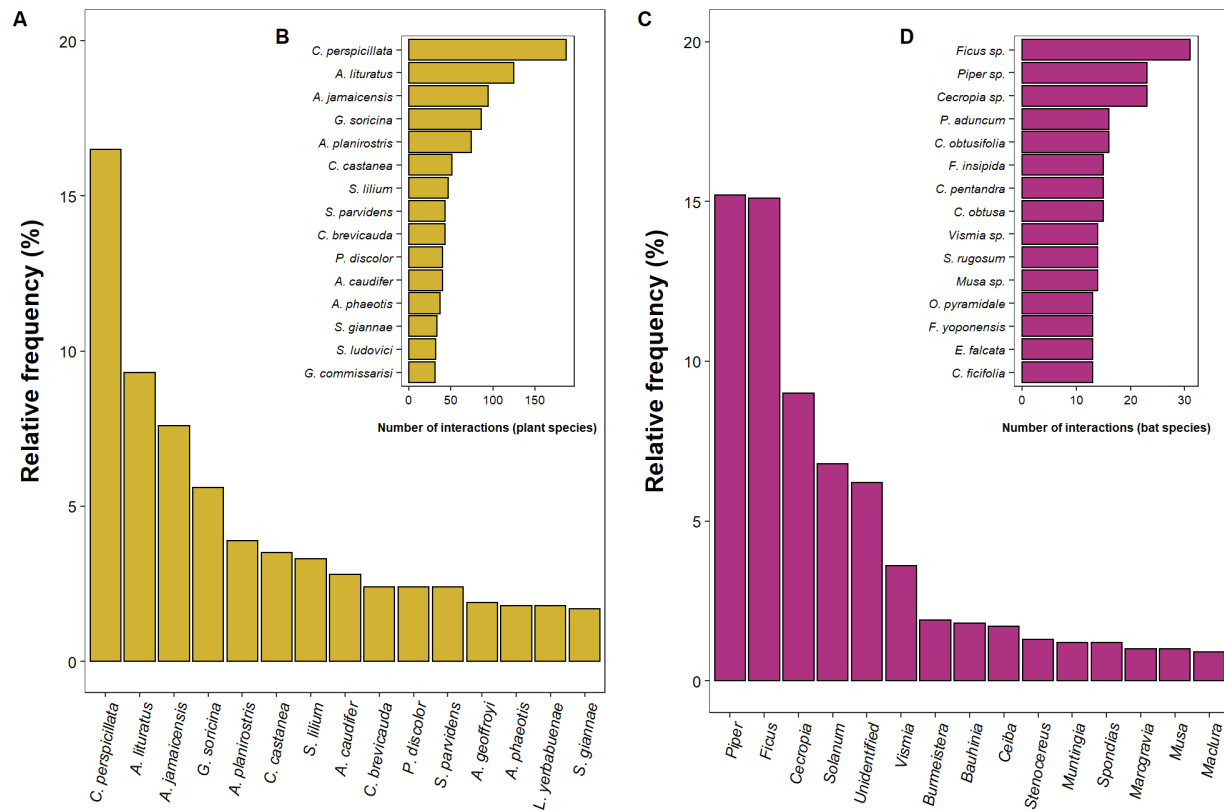 A
Relative frequency (%)
20
15
10
5
0
C. perspicillata
A. lituratus
A. jamaicensis
G. soricina
A. planirostris
C. castanea
S. lilium
A. caudifer
C. brevicauda
P. discolor
S. parvidens
A. geoffroyi
A. phaeotis
L. yerbabuenae
S. giannae
B
C. perspicillata
A. lituratus
A. jamaicensis
G. soricina
A. planirostris
C. castanea
S. lilium
S. parvidens
C. brevicauda
P. discolor
A. caudifer
A. phaeotis
S. giannae
S. ludovici
G. commissarisi
0 50 100 150
Number of interactions (plant species)
C
Relative frequency (%)
20
15
10
5
0
Piper
Ficus
Cecropia
Solanum
Unidentified
Vismia
Burmeistera
Bauhinia
Ceiba
Stenocereus
Muntingia
Spondias
Marcgravia
Musa
Maclura
D
Ficus sp.
Piper sp.
Cecropia sp.
P. aduncum
C. obtusifolia
F. insipida
C. pentandra
C. obtusa
Vismia sp.
S. rugosum
Musa sp.
O. pyramidale
F. yoponensis
E. falcata
C. ficifolia
0 10 20 30
Number of interactions (bat species)